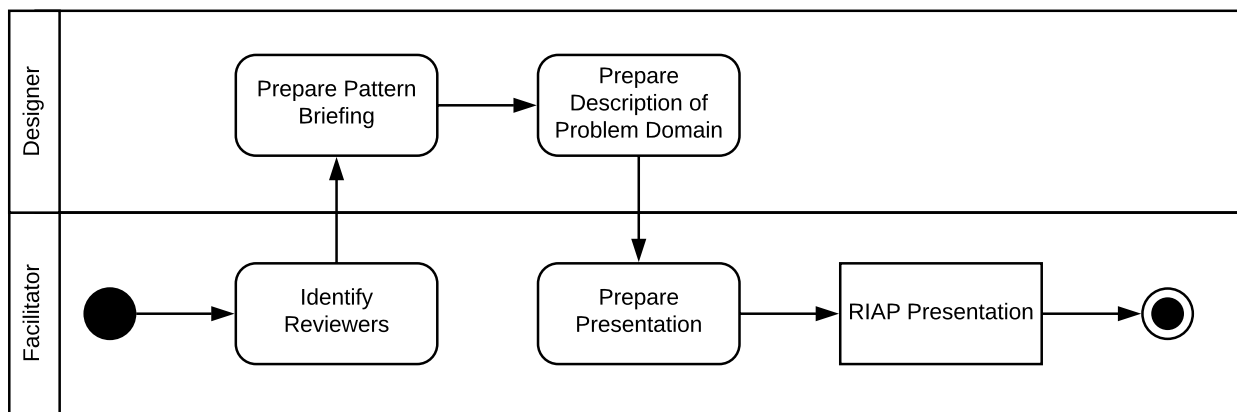 Designer
Prepare Pattern
Briefing
Prepare
Description of
Problem Domain
Facilitator
Identify
Reviewers
Prepare
Presentation
RIAP Presentation